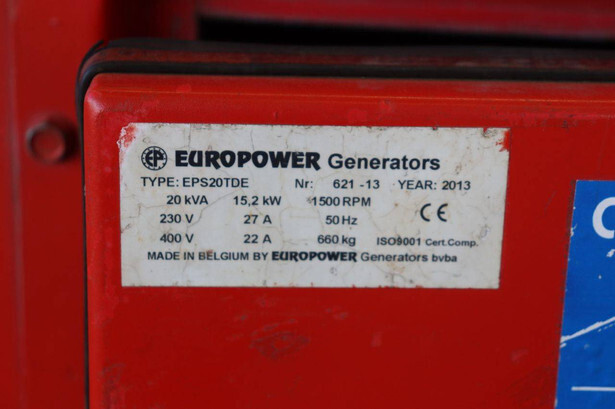 EP EUROPOWER Generators
TYPE: EPS20TDE Nr: 621 -13 YEAR: 2013
20 kVA 15,2 kW 1500 RPM
230 V 27 A 50 Hz CE
400 V 22 A 660 kg ISO9001 Cert.Comp.
MADE IN BELGIUM BY EUROPOWER Generators bvba